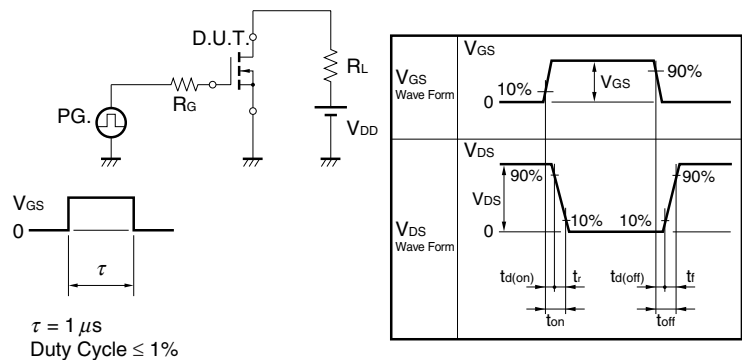 D.U.T.
RG
RL
PG.
VDD
VGS
0
τ
τ = 1 μs
Duty Cycle ≤ 1%
VGS
Wave Form
VGS
10%
VGS
90%
0
VDS
Wave Form
VDS
90%
VDS
10%
10%
90%
0
td(on)
tr
td(off)
tf
ton
toff